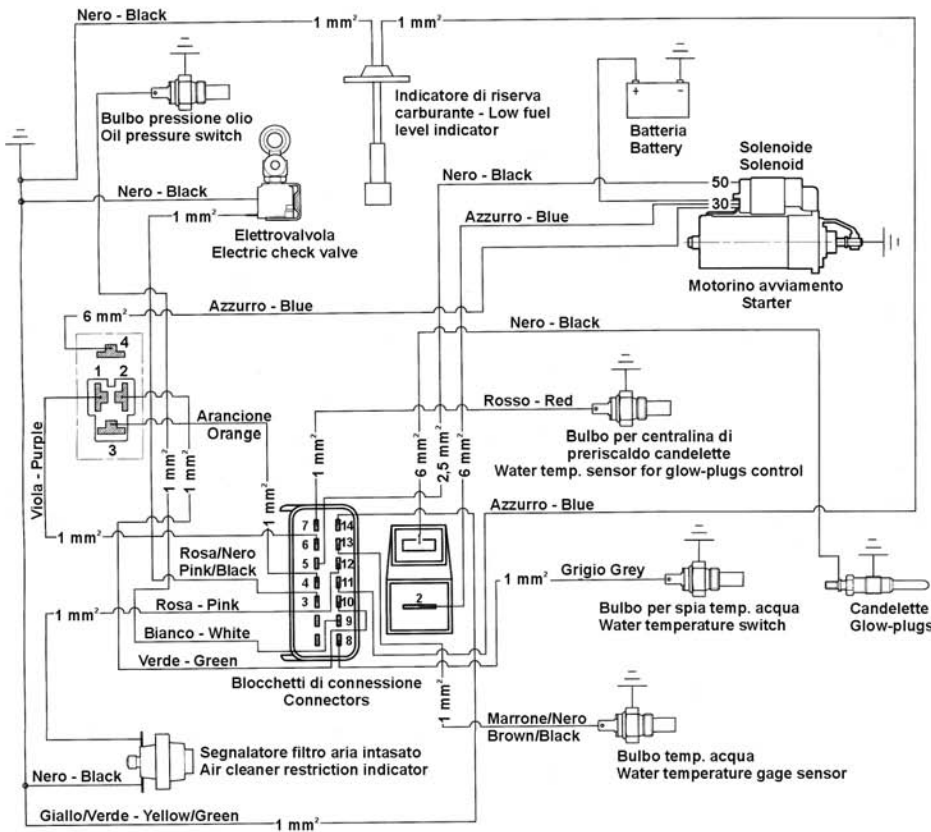 Nero - Black
1 mm²
1 mm²
Bulbo pressione olio
Oil pressure switch
Indicatore di riserva
carburante - Low fuel
level indicator
+ -
Batteria
Battery
Solenoide
Solenoid
Nero - Black
Nero - Black
50
30
1 mm²
Azzurro - Blue
Elettrovalvola
Electric check valve
Motorino avviamento
Starter
Azzurro - Blue
6 mm²
Nero - Black
4
1 2
3
Arancione
Orange
Rosso - Red
Bulbo per centralina di
preriscaldo candelette
Water temp. sensor for glow-plugs control
Viola - Purple
1 mm²
1 mm²
1 mm²
1 mm²
6 mm²
2,5 mm²
6 mm²
Azzurro - Blue
1 mm²
1 mm²
7 14
6 13
5 12
4 11
3 10
9
8
1
2
Rosa/Nero
Pink/Black
Rosa - Pink
Bianco - White
Verde - Green
1 mm²
Grigio Grey
Bulbo per spia temp. acqua
Water temperature switch
Candelette
Glow-plugs
Blocchetti di connessione
Connectors
1 mm²
Marrone/Nero
Brown/Black
Bulbo temp. acqua
Water temperature gage sensor
Segnalatore filtro aria intasato
Air cleaner restriction indicator
Nero - Black
Giallo/Verde - Yellow/Green
1 mm²